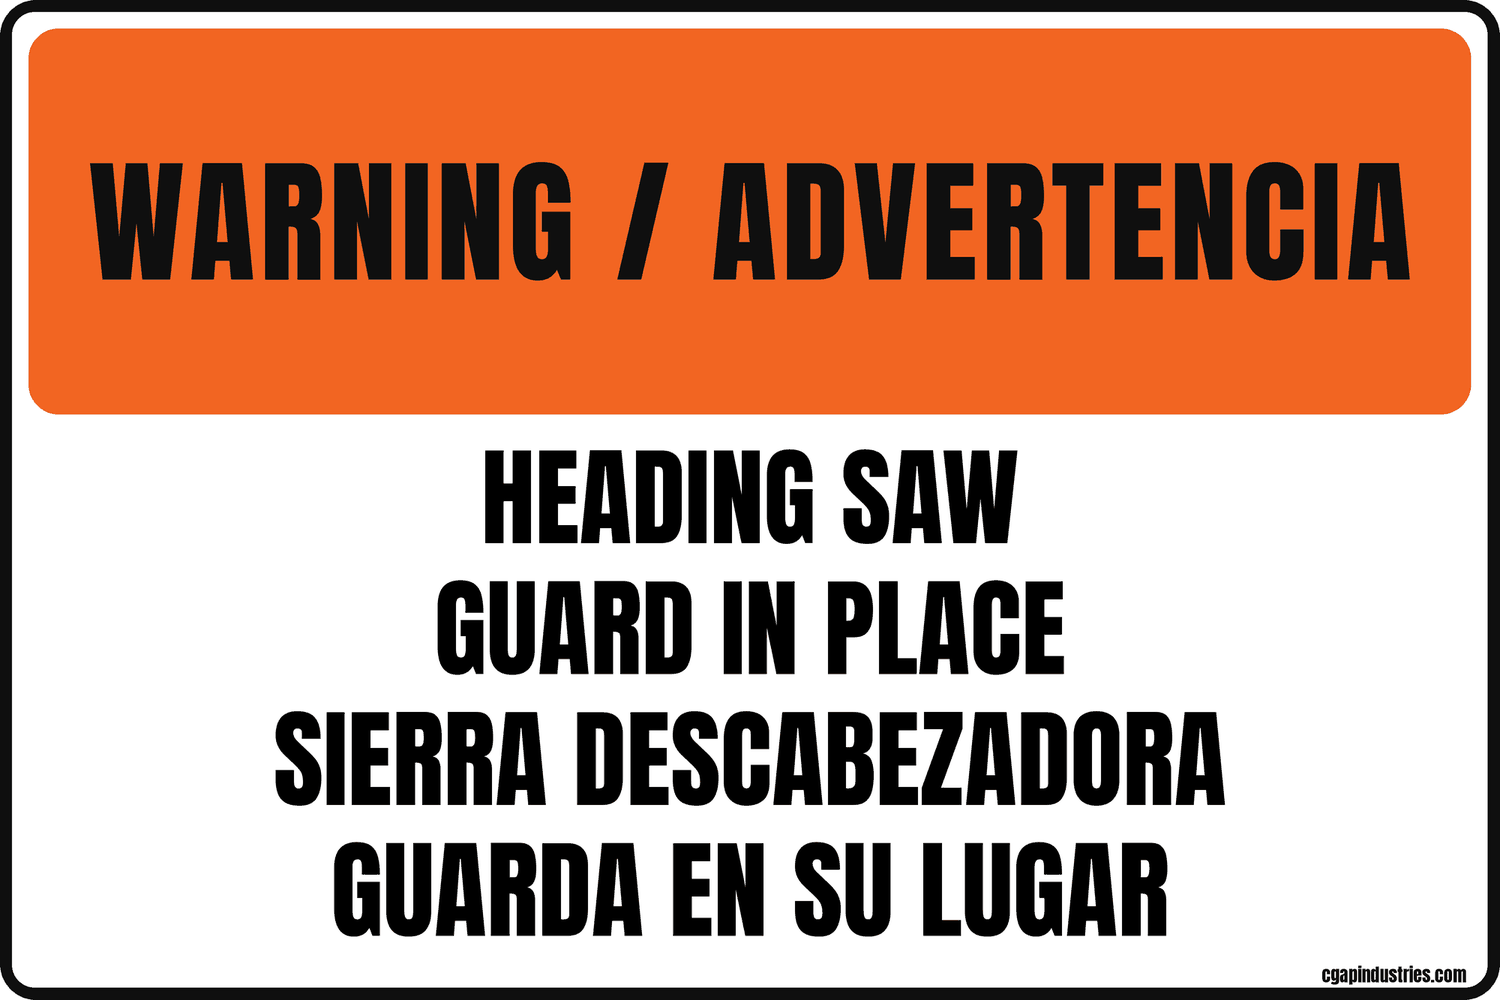 WARNING / ADVERTENCIA
HEADING SAW
GUARD IN PLACE
SIERRA DESCABEZADORA
GUARDA EN SU LUGAR
cgapindustries.com